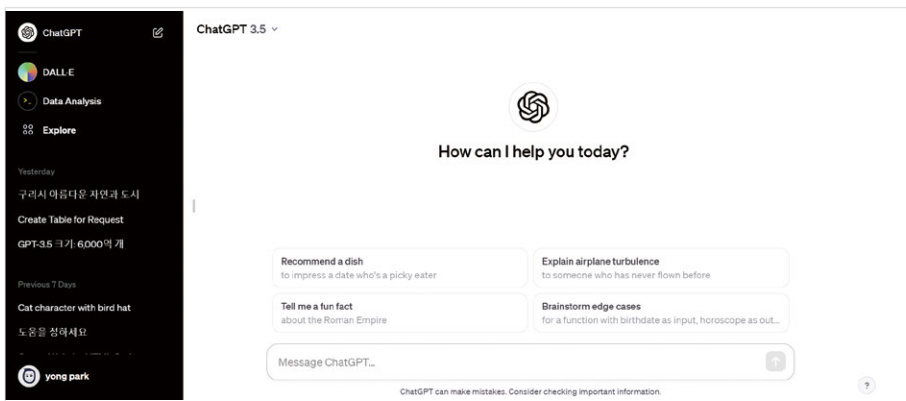 ChatGPT
DALL·E
Data Analysis
Explore
Yesterday
구리시 아름다운 자연과 도시
Create Table for Request
GPT-3.5 크기: 6,000억 개
Previous 7 Days
Cat character with bird hat
도움을 청하세요
yong park
ChatGPT 3.5
How can I help you today?
Recommend a dish
to impress a date who's a picky eater
Explain airplane turbulence
to someone who has never flown before
Tell me a fun fact
about the Roman Empire
Brainstorm edge cases
for a function with birthdate as input, horoscope as out...
Message ChatGPT...
ChatGPT can make mistakes. Consider checking important information.
?